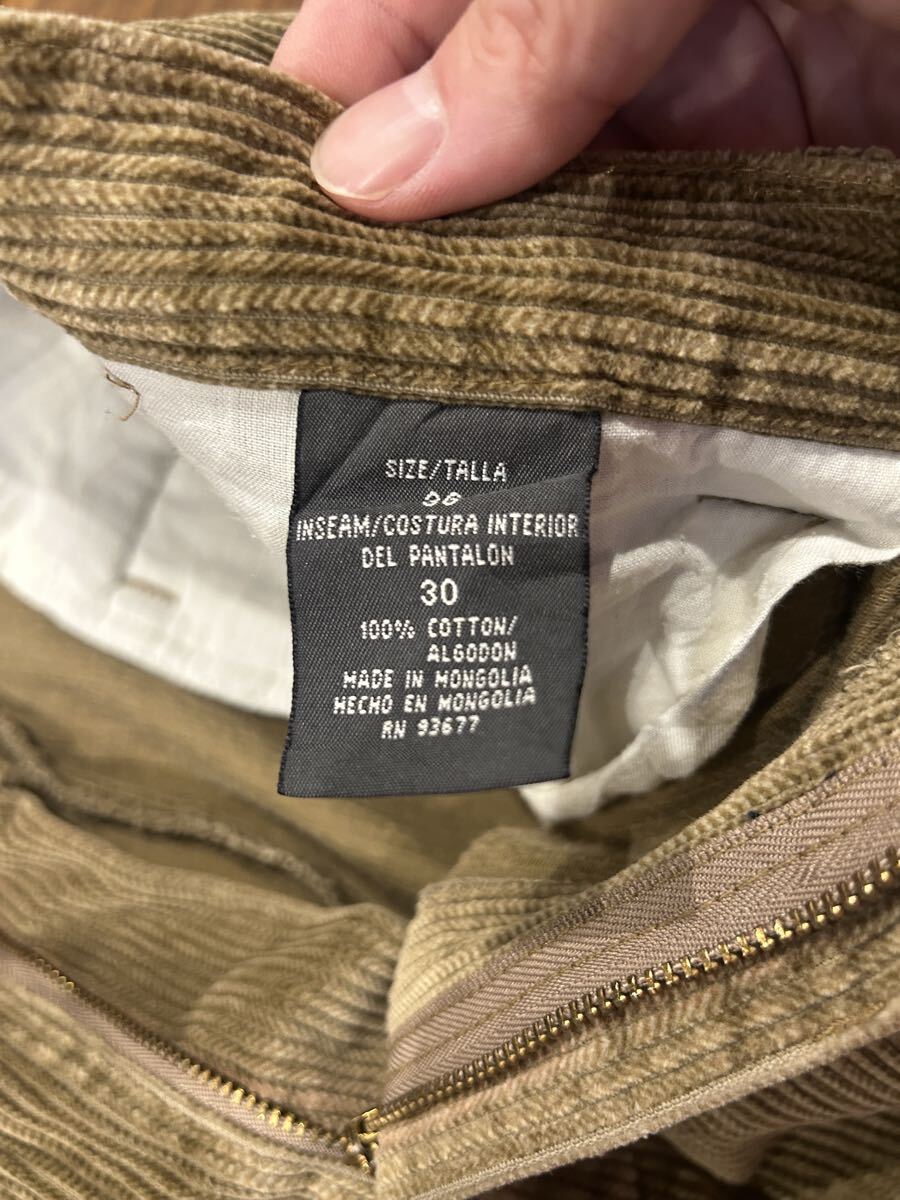 SIZE/TALLA
INSEAM/COSTURA INTERIOR
DEL PANTALON
30
100% COTTON/
ALGODON
MADE IN MONGOLIA
HECHO EN MONGOLIA
RN 93677